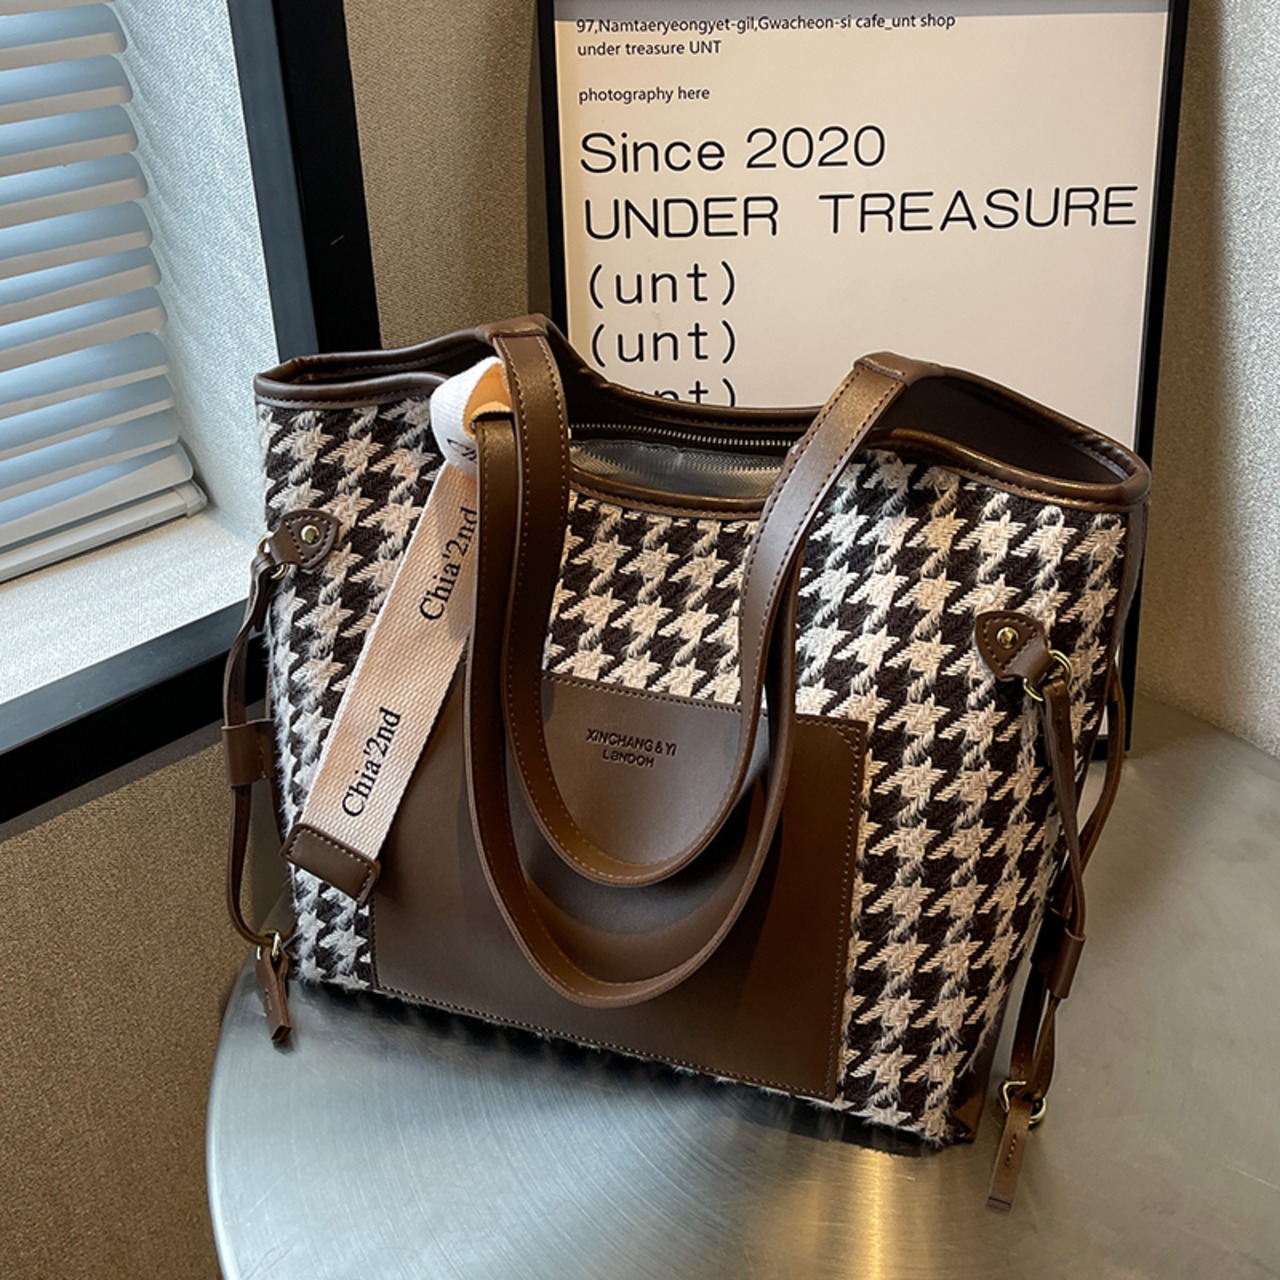 97,Namtaeryeongyet-gil,Gwacheon-si cafe_unt shop
under treasure UNT
photography here
Since 2020
UNDER TREASURE
(unt)
(unt)
Chia'2nd
Chia'2nd
XINCHANG & YI
LANDOH